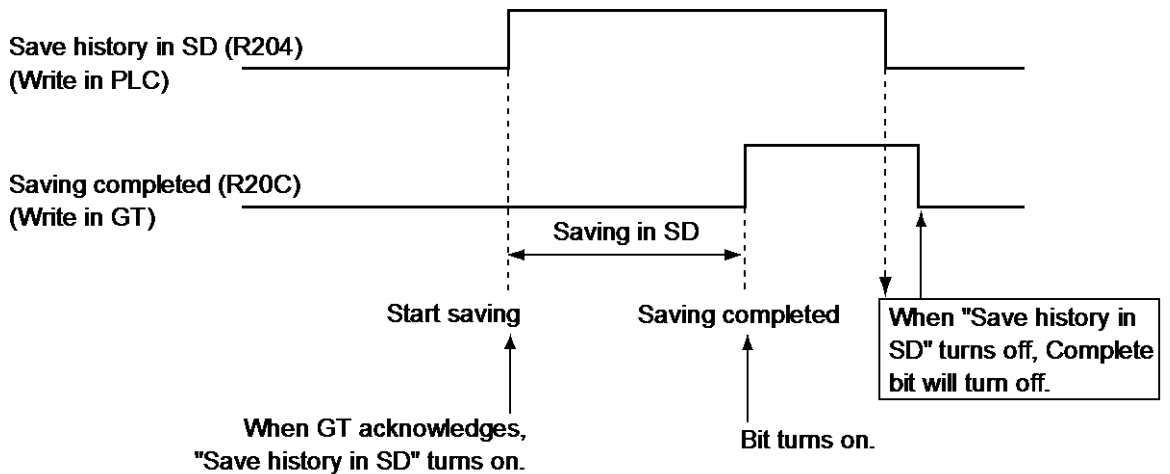 Save history in SD (R204)
(Write in PLC)
Saving completed (R20C)
(Write in GT)
Saving in SD
Start saving
Saving completed
When "Save history in
SD" turns off, Complete
bit will turn off.
When GT acknowledges,
"Save history in SD" turns on.
Bit turns on.